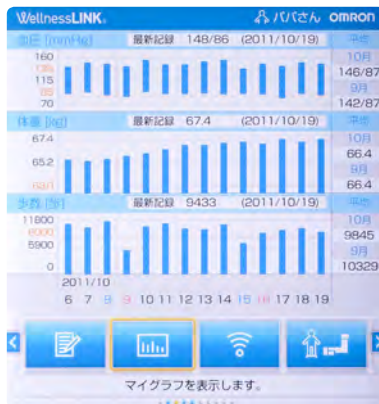 WellnessLINK パパさん OMRON
血圧 [mmHg] 最新記録 148/86 (2011/10/19) 平均
160 10月
135 146/87
115 9月
85 142/87
70
体重 [kg] 最新記録 67.4 (2011/10/19) 平均
67.4 10月
66.4
65.2 9月
66.4
歩数 [歩] 最新記録 9433 (2011/10/19) 平均
11800 10月
8000 9845
5900 9月
0 10329
2011/10
6 7 8 9 10 11 12 13 14 15 16 17 18 19
マイグラフを表示します。